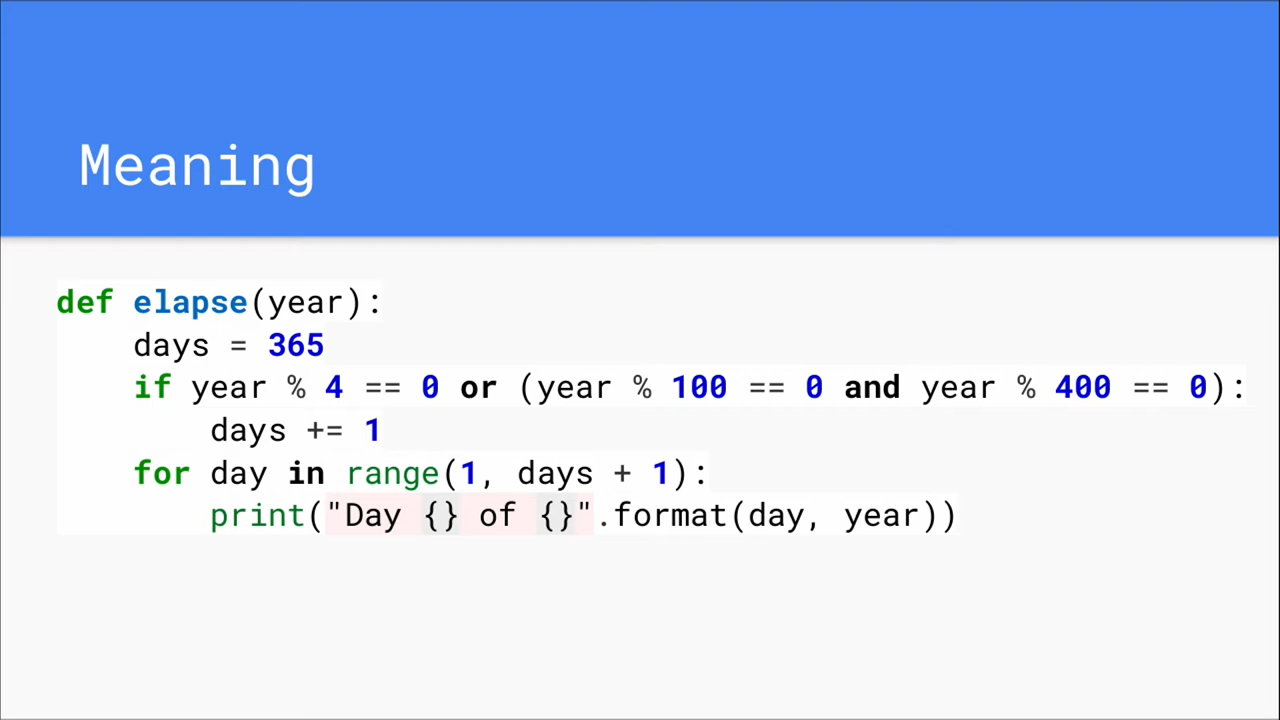 Meaning
def elapse(year):
    days = 365
    if year % 4 == 0 or (year % 100 == 0 and year % 400 == 0):
        days += 1
    for day in range(1, days + 1):
        print("Day {} of {}".format(day, year))